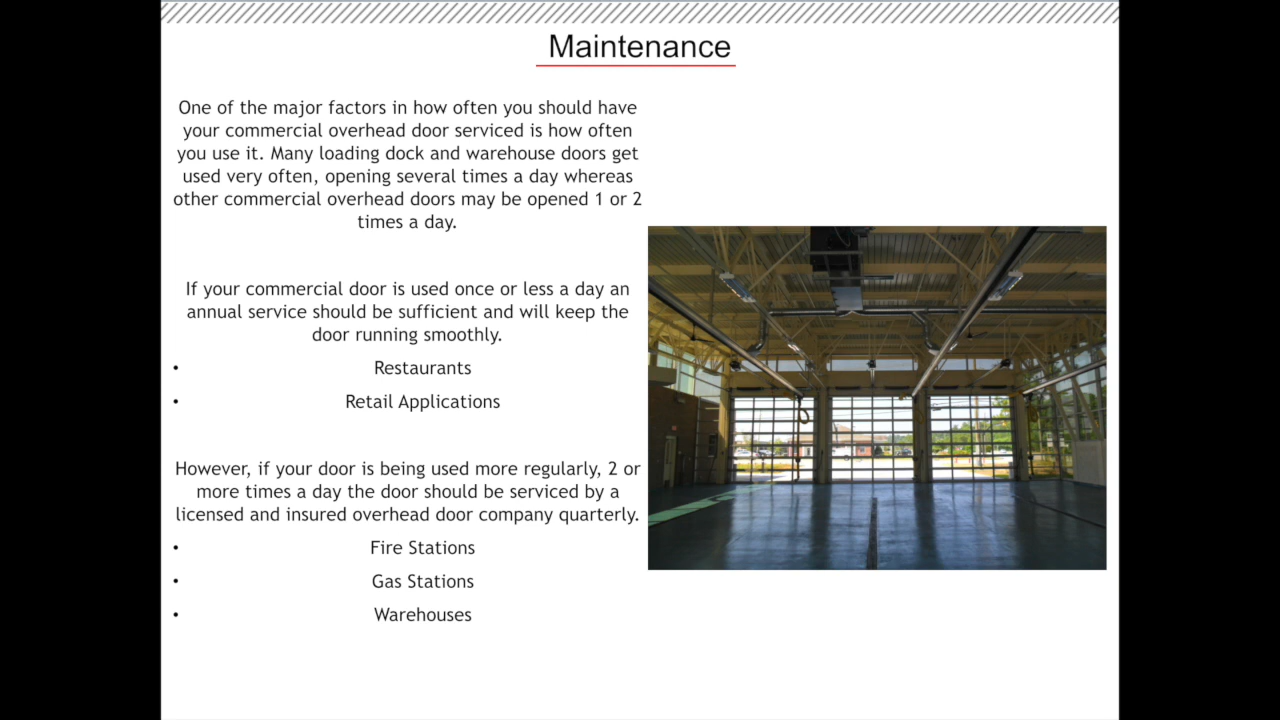 Maintenance
One of the major factors in how often you should have
your commercial overhead door serviced is how often
you use it. Many loading dock and warehouse doors get
used very often, opening several times a day whereas
other commercial overhead doors may be opened 1 or 2
times a day.
If your commercial door is used once or less a day an
annual service should be sufficient and will keep the
door running smoothly.
• Restaurants
• Retail Applications
However, if your door is being used more regularly, 2 or
more times a day the door should be serviced by a
licensed and insured overhead door company quarterly.
• Fire Stations
• Gas Stations
• Warehouses